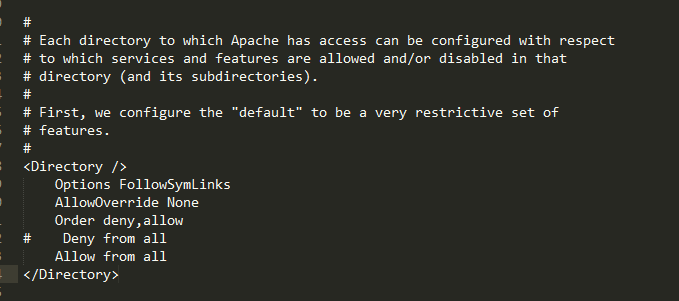 #
# Each directory to which Apache has access can be configured with respect
# to which services and features are allowed and/or disabled in that
# directory (and its subdirectories).
#
# First, we configure the "default" to be a very restrictive set of
# features.
#
<Directory />
    Options FollowSymLinks
    AllowOverride None
    Order deny,allow
#    Deny from all
    Allow from all
</Directory>